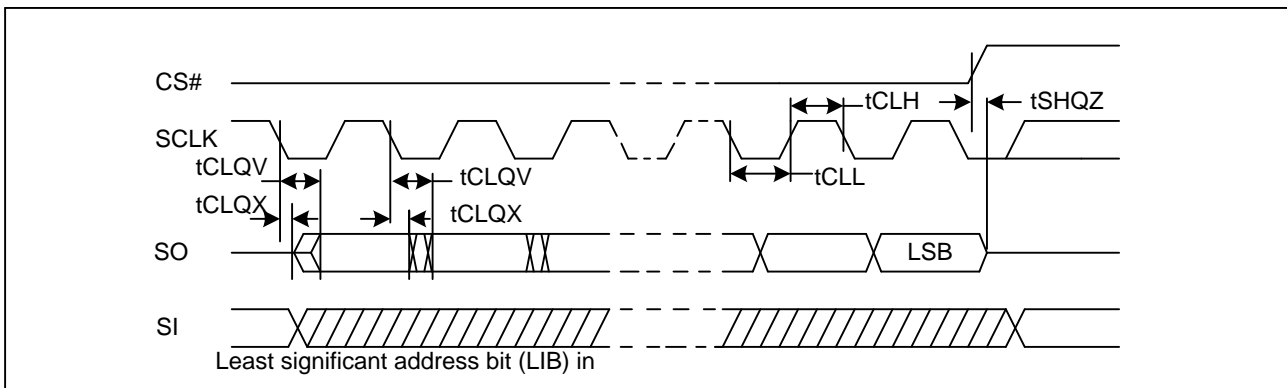 CS#
tCLH
tSHQZ
SCLK
tCLQV
tCLQV
tCLL
tCLQX
tCLQX
SO
LSB
SI
Least significant address bit (LIB) in